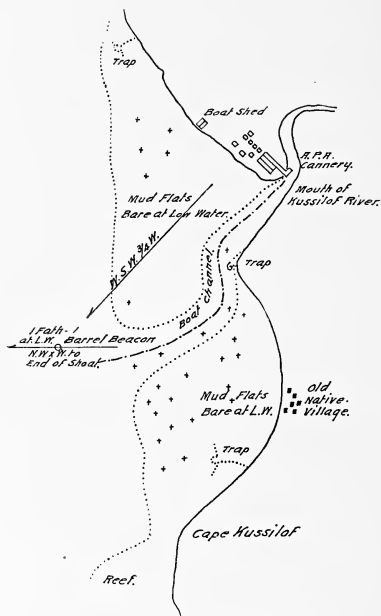 Trap
Boat Shed
A.P.A.
Cannery.
Mouth of
Kussilof River.
Mud Flats
Bare at Low Water.
W.S.W. 3/4 W.
Trap
Boat Channel.
1 Fath.
at L.W.
Barrel Beacon
N.W x W. to
End of Shoal.
Mud Flats
Bare at L.W.
Old
Native
Village.
Trap
Cape Kussilof
Reef.